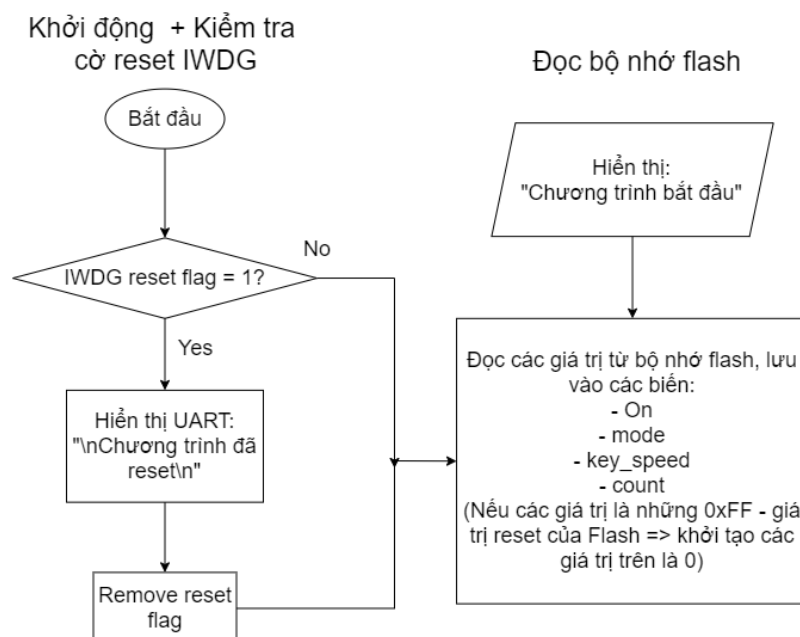 Khởi động + Kiểm tra
cờ reset IWDG
Bắt đầu
IWDG reset flag = 1?
No
Yes
Hiển thị UART:
"\nChương trình đã
reset\n"
Remove reset
flag
Đọc bộ nhớ flash
Hiển thị:
"Chương trình bắt đầu"
Đọc các giá trị từ bộ nhớ flash, lưu
vào các biến:
- On
- mode
- key_speed
- count
(Nếu các giá trị là những 0xFF - giá
trị reset của Flash => khởi tạo các
giá trị trên là 0)